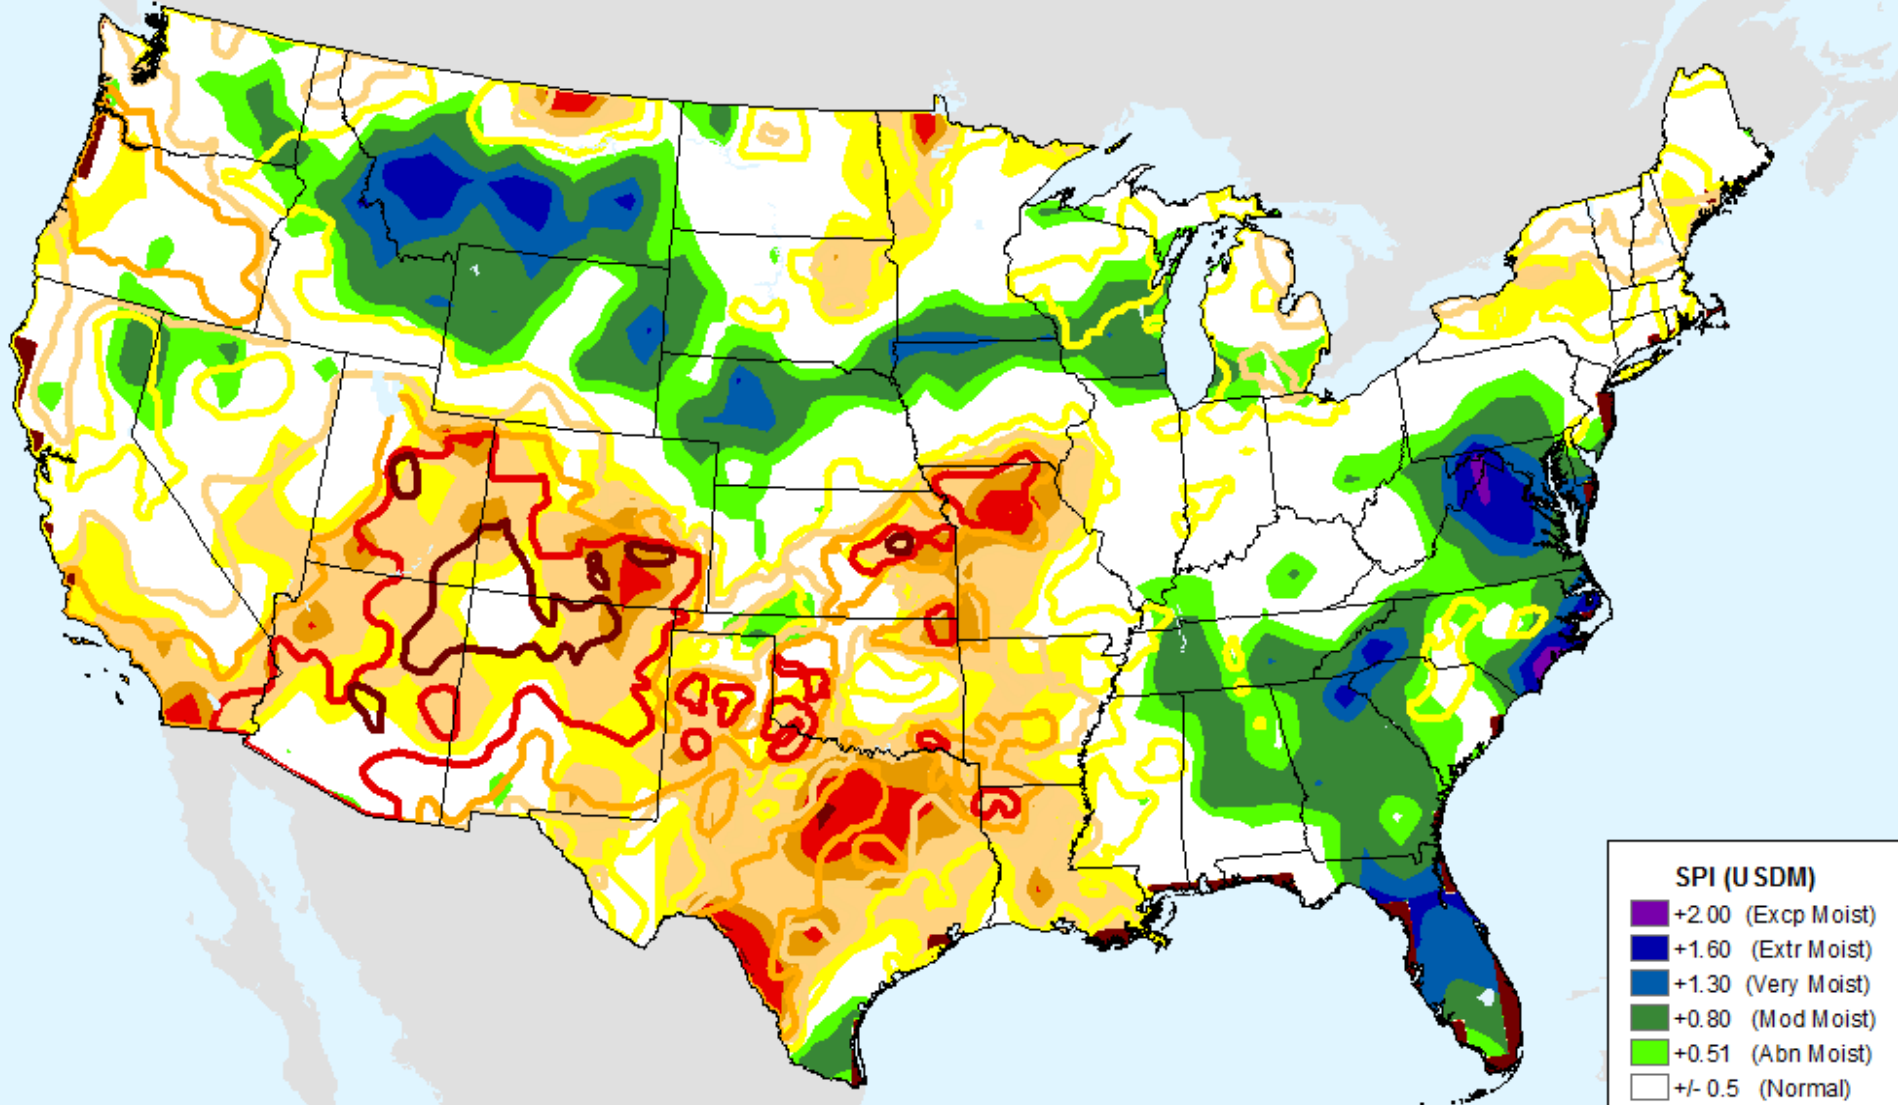 SPI (USDM)
+2.00 (Excp Moist)
+1.60 (Extr Moist)
+1.30 (Very Moist)
+0.80 (Mod Moist)
+0.51 (Abn Moist)
+/- 0.5 (Normal)